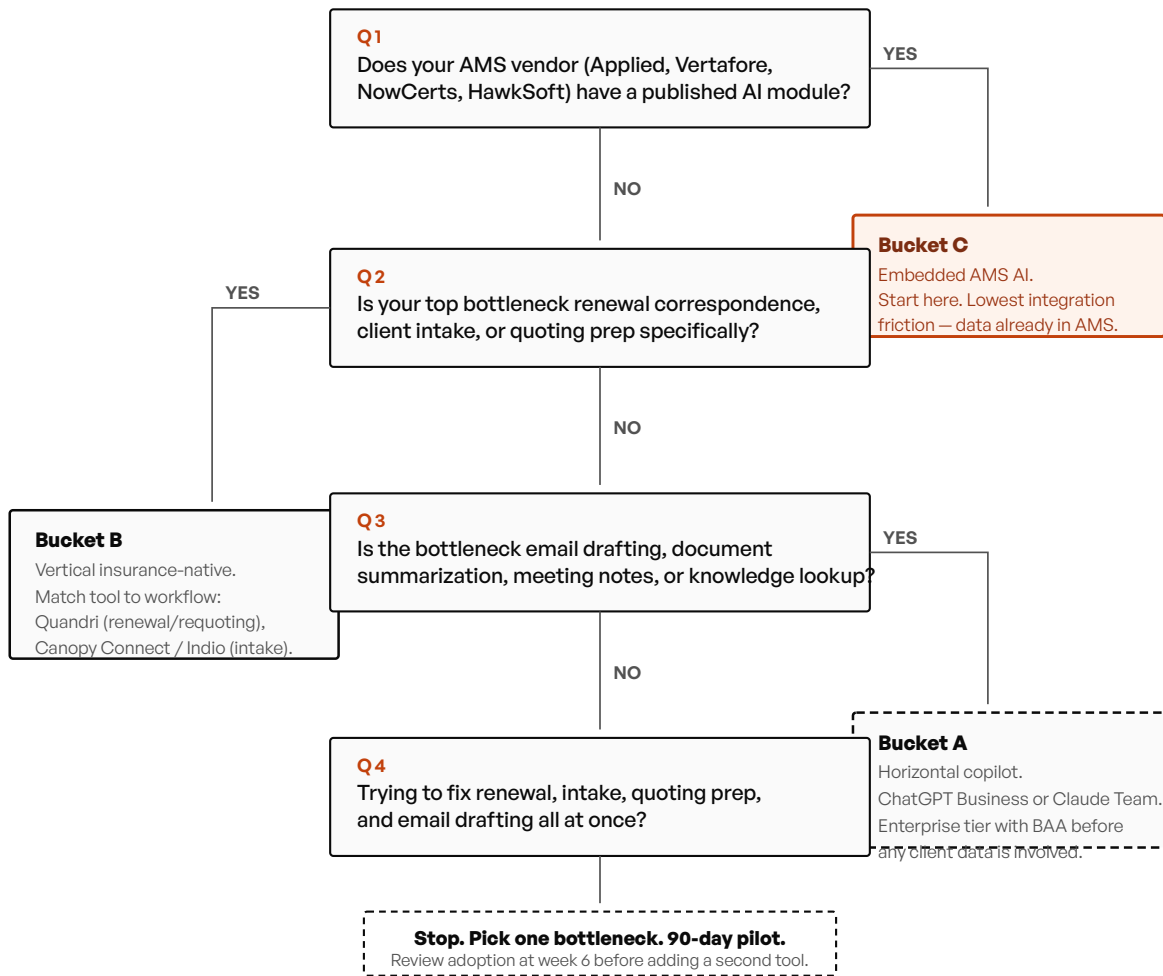 Q1
Does your AMS vendor (Applied, Vertafore,
NowCerts, HawkSoft) have a published AI module?
YES
NO
Bucket C
Embedded AMS AI.
Start here. Lowest integration
friction — data already in AMS.
Q2
Is your top bottleneck renewal correspondence,
client intake, or quoting prep specifically?
YES
NO
Bucket B
Vertical insurance-native.
Match tool to workflow:
Quandri (renewal/requoting),
Canopy Connect / Indio (intake).
Q3
Is the bottleneck email drafting, document
summarization, meeting notes, or knowledge lookup?
YES
NO
Bucket A
Horizontal copilot.
ChatGPT Business or Claude Team.
Enterprise tier with BAA before
any client data is involved.
Q4
Trying to fix renewal, intake, quoting prep,
and email drafting all at once?
Stop. Pick one bottleneck. 90-day pilot.
Review adoption at week 6 before adding a second tool.